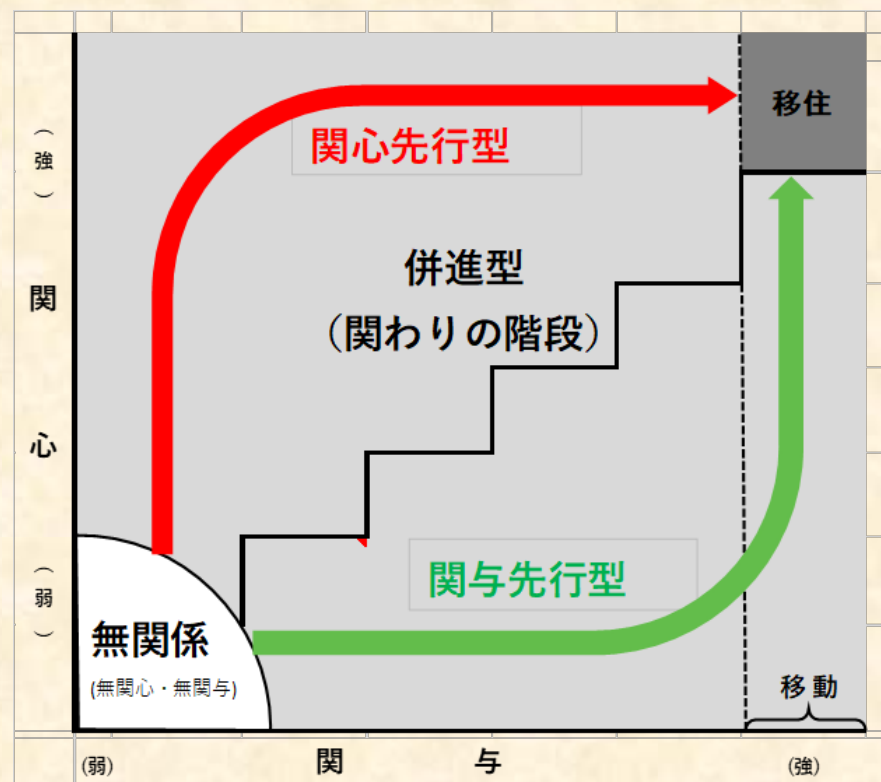 移住
関心先行型
併進型
（関わりの階段）
関与先行型
無関係
(無関心・無関与)
移動
（強）
関心
（弱）
(弱)
関与
(強)